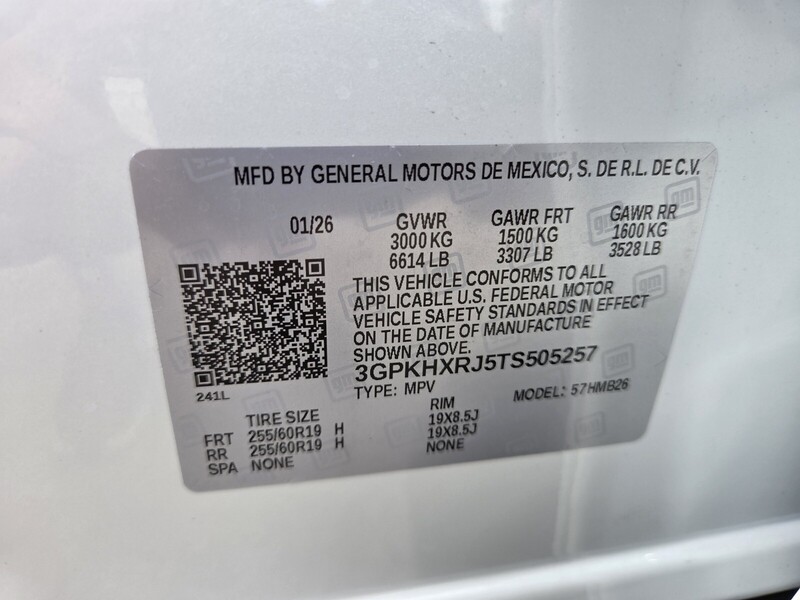 MFD BY GENERAL MOTORS DE MEXICO, S. DE R.L. DE C.V.
01/26 GVWR GAWR FRT GAWR RR
3000 KG 1500 KG 1600 KG
6614 LB 3307 LB 3528 LB
THIS VEHICLE CONFORMS TO ALL
APPLICABLE U.S. FEDERAL MOTOR
VEHICLE SAFETY STANDARDS IN EFFECT
ON THE DATE OF MANUFACTURE
SHOWN ABOVE.
3GPKHXRJ5TS505257
241L TYPE: MPV MODEL: 57HMB26
TIRE SIZE RIM
FRT 255/60R19 H 19X8.5J
RR 255/60R19 H 19X8.5J
SPA NONE NONE
gm